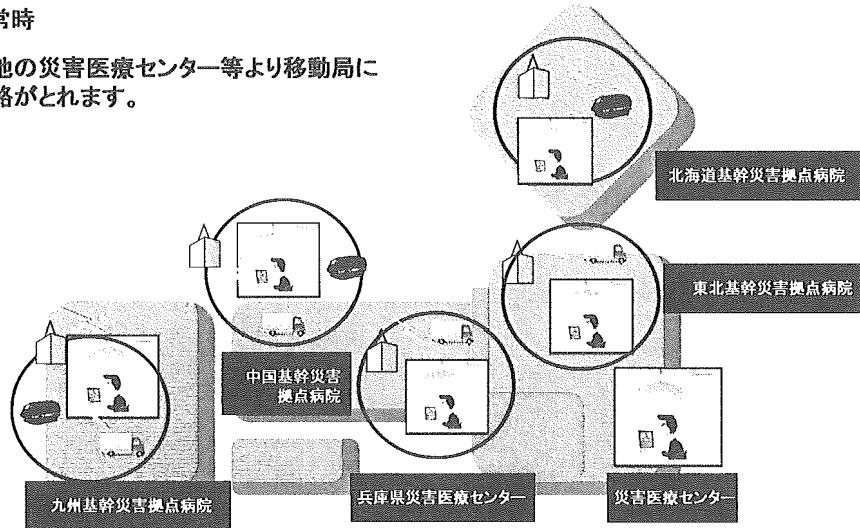 常時
他の災害医療センター等より移動局に
絡がとれます。
北海道基幹災害拠点病院
東北基幹災害拠点病院
中国基幹災害
拠点病院
九州基幹災害拠点病院
兵庫県災害医療センター
災害医療センター